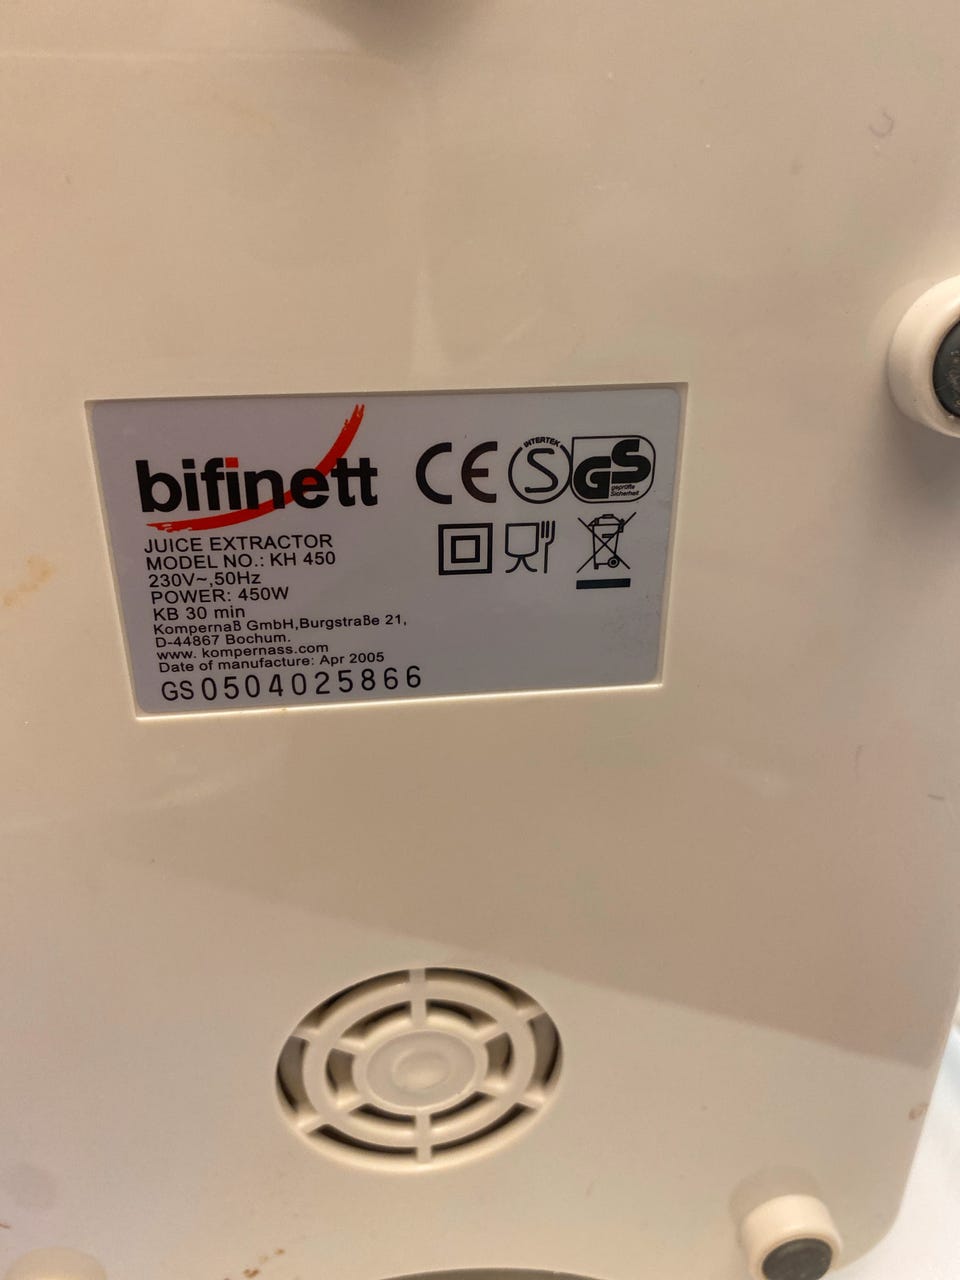 bifinett
CE
INTERTEK
S
GS
geprüfte
Sicherheit
JUICE EXTRACTOR
MODEL NO.: KH 450
230V~,50Hz
POWER: 450W
KB 30 min
Kompernaß GmbH,Burgstraße 21,
D-44867 Bochum.
www. kompernass.com
Date of manufacture: Apr 2005
GS0504025866